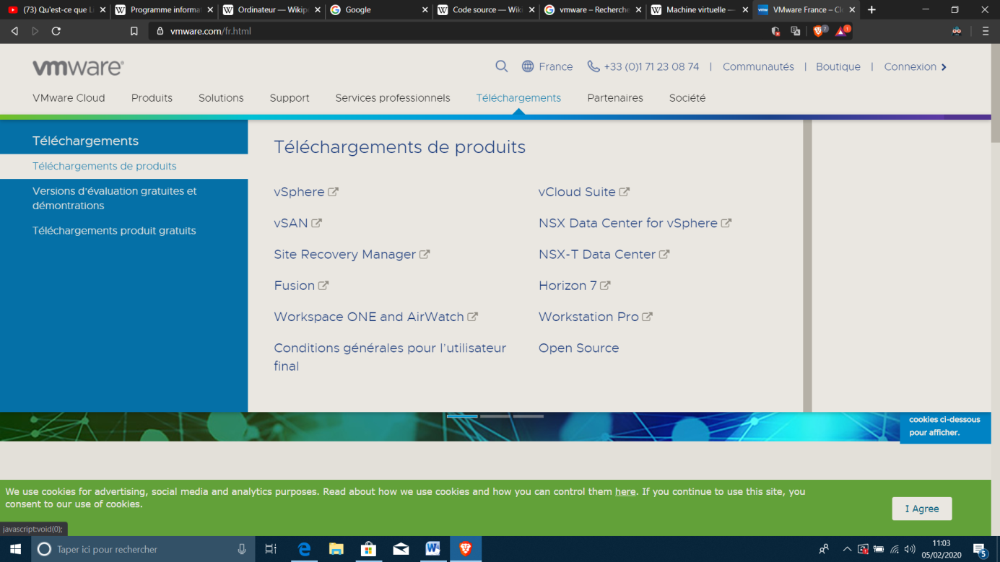 (73) Qu'est-ce que L
Programme informat
Ordinateur — Wikip
Google
Code source — Wiki
vmware – Recherche
Machine virtuelle —
VMware France – Cl
vmware.com/fr.html
7
1
vmware®
France
+33 (0)1 71 23 08 74 | Communautés | Boutique | Connexion
VMware Cloud Produits Solutions Support Services professionnels Téléchargements Partenaires Société
Téléchargements
Téléchargements de produits
Versions d'évaluation gratuites et
démontrations
Téléchargements produit gratuits
Téléchargements de produits
vSphere
vCloud Suite
vSAN
NSX Data Center for vSphere
Site Recovery Manager
NSX-T Data Center
Fusion
Horizon 7
Workspace ONE and AirWatch
Workstation Pro
Conditions générales pour l'utilisateur
final
Open Source
cookies ci-dessous
pour afficher.
We use cookies for advertising, social media and analytics purposes. Read about how we use cookies and how you can control them here. If you continue to use this site, you
consent to our use of cookies.
I Agree
javascript:void(0);
Taper ici pour rechercher
11:03
05/02/2020
5